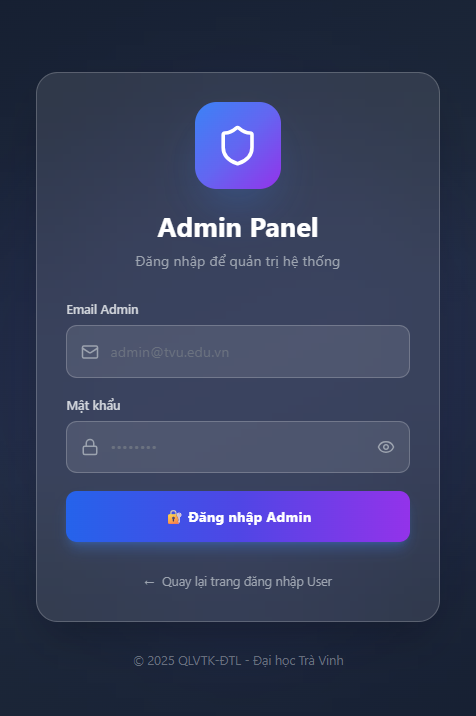 Admin Panel
Đăng nhập để quản trị hệ thống
Email Admin
admin@tvu.edu.vn
Mật khẩu
••••••••
🔐 Đăng nhập Admin
← Quay lại trang đăng nhập User
© 2025 QLVTK-ĐTL - Đại học Trà Vinh